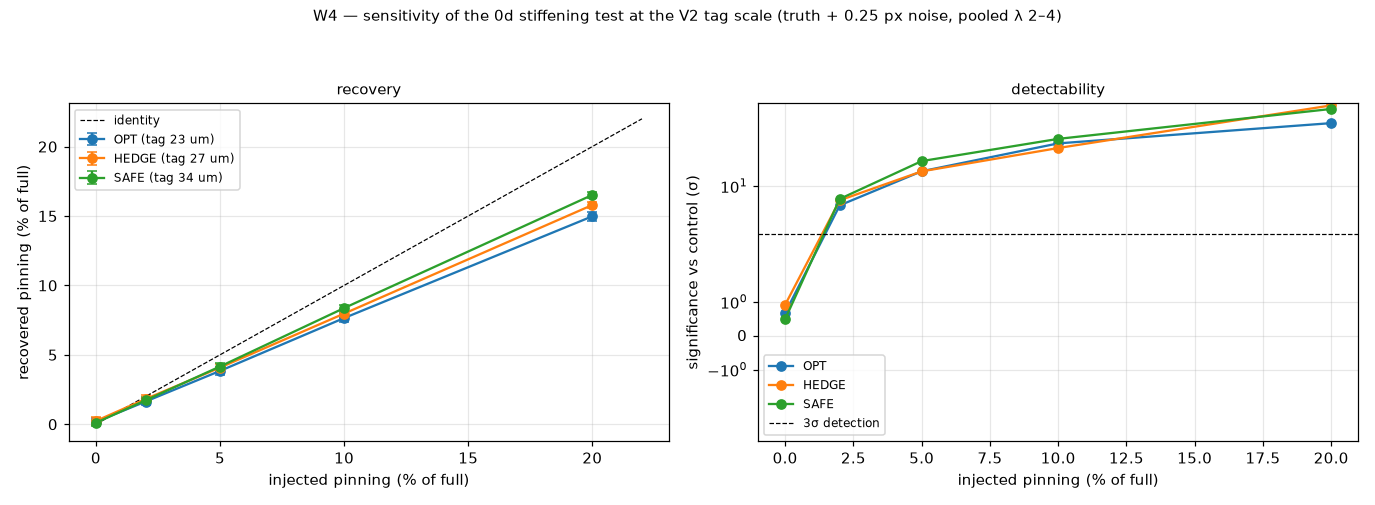 W4 — sensitivity of the 0d stiffening test at the V2 tag scale (truth + 0.25 px noise, pooled λ 2–4)
recovery
identity
OPT (tag 23 um)
HEDGE (tag 27 um)
SAFE (tag 34 um)
20
15
10
5
0
recovered pinning (% of full)
0 5 10 15 20
injected pinning (% of full)
detectability
10¹
10⁰
0
−10⁰
significance vs control (σ)
OPT
HEDGE
SAFE
3σ detection
0.0 2.5 5.0 7.5 10.0 12.5 15.0 17.5 20.0
injected pinning (% of full)